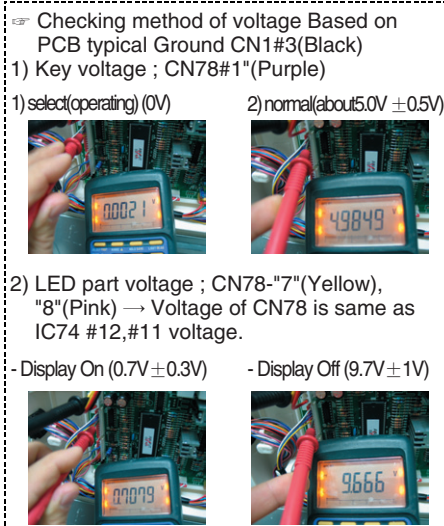 ☞ Checking method of voltage Based on
PCB typical Ground CN1#3(Black)
1) Key voltage ; CN78#1"(Purple)
1) select(operating) (0V) 2) normal(about5.0V ±0.5V)
0.0021 V
4.9849 V
2) LED part voltage ; CN78-"7"(Yellow),
"8"(Pink) → Voltage of CN78 is same as
IC74 #12,#11 voltage.
- Display On (0.7V±0.3V) - Display Off (9.7V±1V)
9.666